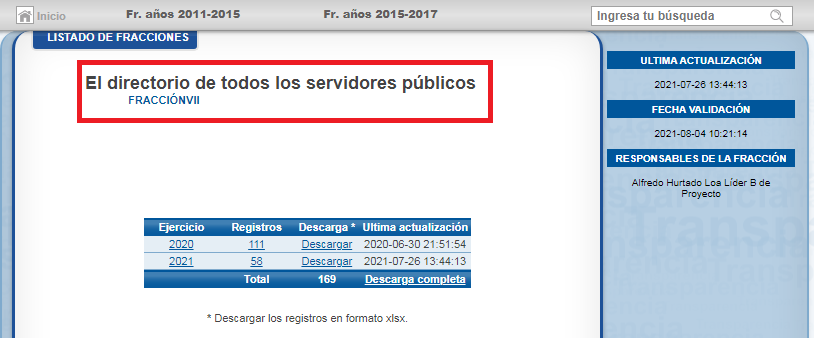 Inicio
Fr. años 2011-2015
Fr. años 2015-2017
Ingresa tu búsqueda
LISTADO DE FRACCIONES
El directorio de todos los servidores públicos
FRACCIÓNVII
Ejercicio Registros Descarga * Ultima actualización
2020 111 Descargar 2020-06-30 21:51:54
2021 58 Descargar 2021-07-26 13:44:13
Total 169 Descarga completa
* Descargar los registros en formato xlsx.
ULTIMA ACTUALIZACIÓN
2021-07-26 13:44:13
FECHA VALIDACIÓN
2021-08-04 10:21:14
RESPONSABLES DE LA FRACCIÓN
Alfredo Hurtado Loa Líder B de
Proyecto